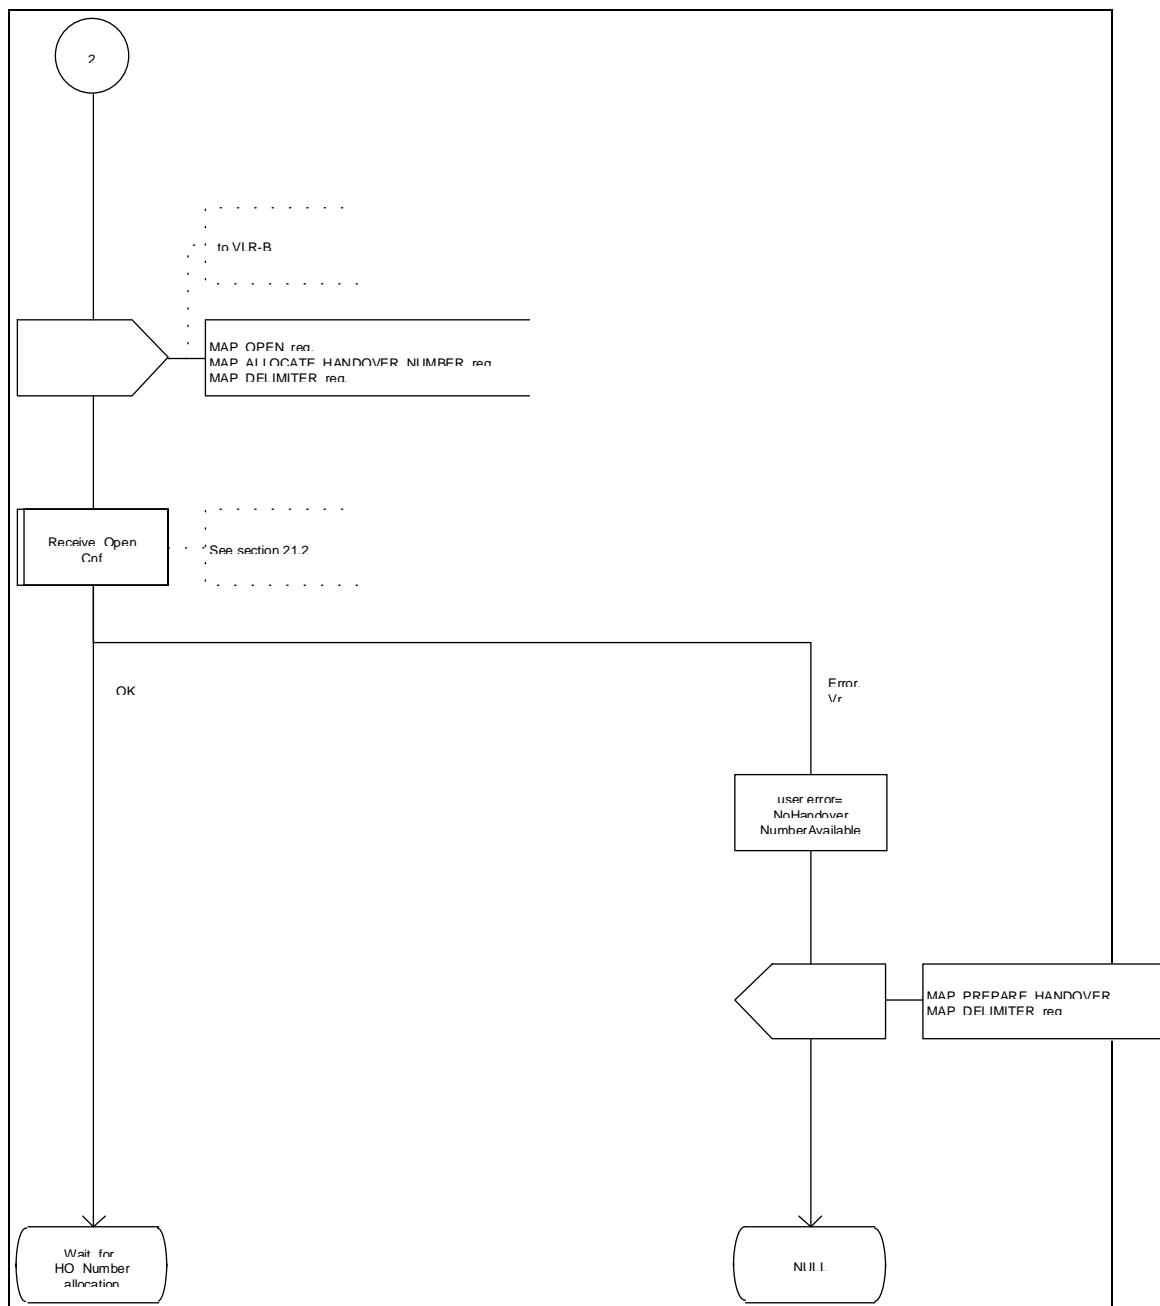 2
to VLR-B
MAP_OPEN_req.
MAP_ALLOCATE_HANDOVER_NUMBER_req
MAP_DELIMITER_req.
Receive_Open_
Cnf
See section 21.2
OK
Error,
Vr
user error=
NoHandover
NumberAvailable
MAP_PREPARE_HANDOVER
MAP_DELIMITER_req
Wait_for_
HO_Number_
allocation
NULL